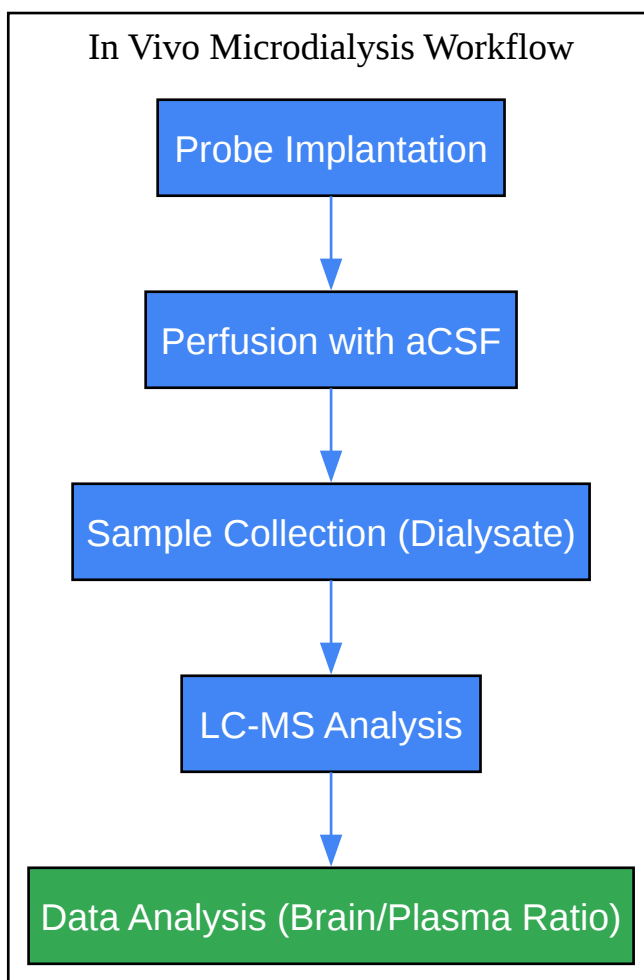 In Vivo Microdialysis Workflow
Probe Implantation
Perfusion with aCSF
Sample Collection (Dialysate)
LC-MS Analysis
Data Analysis (Brain/Plasma Ratio)